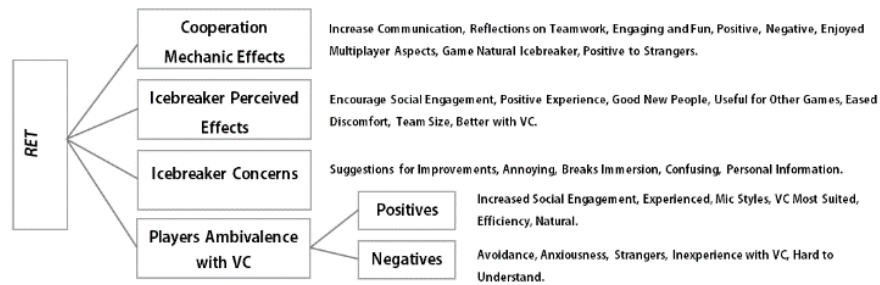 RET
Cooperation
Mechanic Effects
Increase Communication, Reflections on Teamwork, Engaging and Fun, Positive, Negative, Enjoyed
Multiplayer Aspects, Game Natural Icebreaker, Positive to Strangers.
Icebreaker Perceived
Effects
Encourage Social Engagement, Positive Experience, Good New People, Useful for Other Games, Eased
Discomfort, Team Size, Better with VC.
Icebreaker Concerns
Suggestions for Improvements, Annoying, Breaks Immersion, Confusing, Personal Information.
Players Ambivalence
with VC
Positives
Increased Social Engagement, Experienced, Mic Styles, VC Most Suited,
Efficiency, Natural.
Negatives
Avoidance, Anxiousness, Strangers, Inexperience with VC, Hard to
Understand.